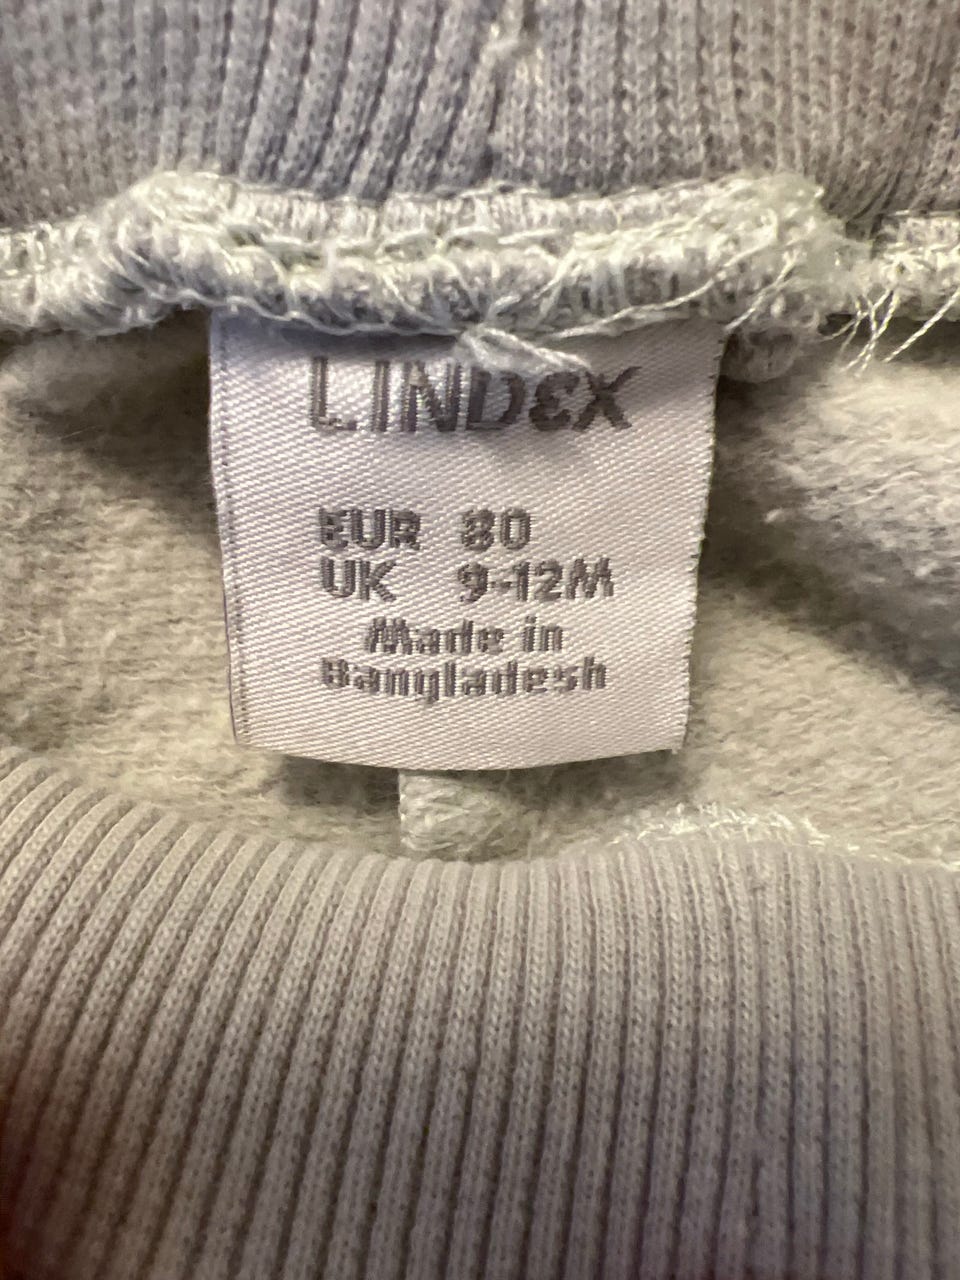 LINDEX
EUR 80
UK 9-12M
Made in
Bangladesh